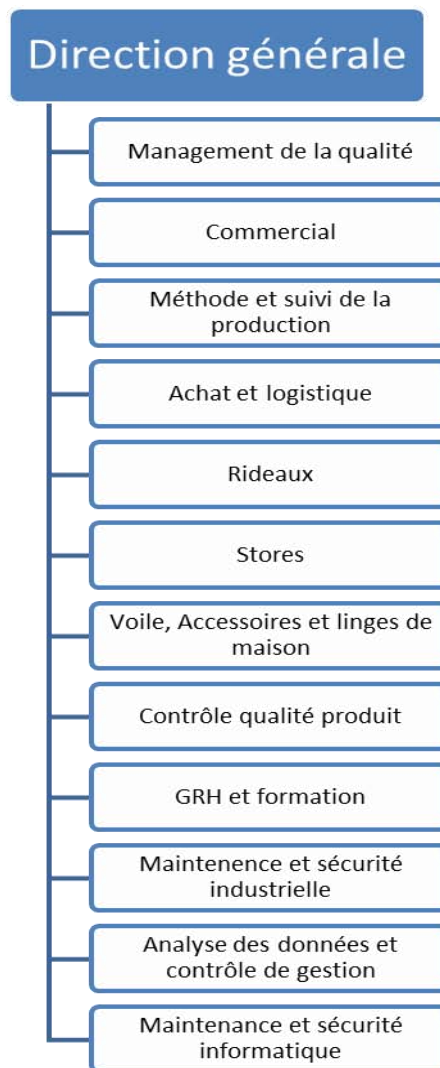 Direction générale
Management de la qualité
Commercial
Méthode et suivi de la
production
Achat et logistique
Rideaux
Stores
Voile, Accessoires et linges de
maison
Contrôle qualité produit
GRH et formation
Maintenence et sécurité
industrielle
Analyse des données et
contrôle de gestion
Maintenance et sécurité
informatique